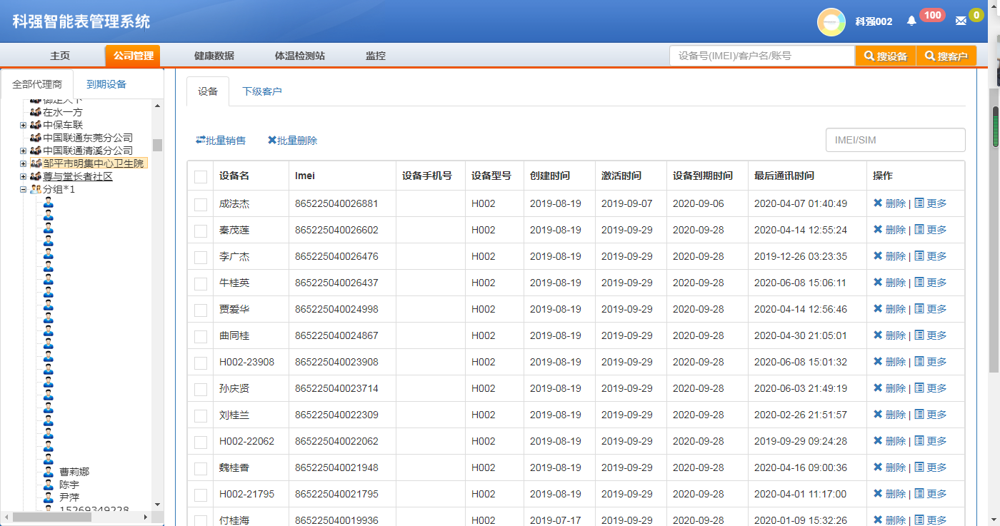 科强智能表管理系统
科强002
100
0
主页
公司管理
健康数据
体温检测站
监控
设备号(IMEI)/客户名/账号
搜设备
搜客户
全部代理商
到期设备
在水一方
中保车联
中国联通东莞分公司
中国联通清溪分公司
邹平市明集中心卫生院
尊与堂长者社区
分组*1
曹莉娜
陈宇
尹萍
15269349228
设备
下级客户
批量销售
批量删除
IMEI/SIM
设备名 Imei 设备手机号 设备型号 创建时间 激活时间 设备到期时间 最后通讯时间 操作
成法杰 865225040026881 H002 2019-08-19 2019-09-07 2020-09-06 2020-04-07 01:40:49 删除 | 更多
秦茂莲 865225040026602 H002 2019-08-19 2019-09-29 2020-09-28 2020-04-14 12:55:24 删除 | 更多
李广杰 865225040026476 H002 2019-08-19 2019-09-29 2020-09-28 2019-12-26 03:23:35 删除 | 更多
牛桂英 865225040026437 H002 2019-08-19 2019-09-29 2020-09-28 2020-06-08 15:06:11 删除 | 更多
贾爱华 865225040024998 H002 2019-08-19 2019-09-29 2020-09-28 2020-04-14 12:56:46 删除 | 更多
曲同桂 865225040024867 H002 2019-08-19 2019-09-29 2020-09-28 2020-04-30 21:05:01 删除 | 更多
H002-23908 865225040023908 H002 2019-08-19 2019-09-29 2020-09-28 2020-06-08 15:01:32 删除 | 更多
孙庆贤 865225040023714 H002 2019-08-19 2019-09-29 2020-09-28 2020-06-03 21:49:19 删除 | 更多
刘桂兰 865225040022309 H002 2019-08-19 2019-09-29 2020-09-28 2020-02-26 21:51:57 删除 | 更多
H002-22062 865225040022062 H002 2019-08-19 2019-09-29 2020-09-28 2019-09-29 09:24:28 删除 | 更多
魏桂香 865225040021948 H002 2019-08-19 2019-09-29 2020-09-28 2020-04-16 09:00:36 删除 | 更多
H002-21795 865225040021795 H002 2019-08-19 2019-09-29 2020-09-28 2020-04-01 11:17:00 删除 | 更多
付桂海 865225040019936 H002 2019-07-17 2019-09-29 2020-09-28 2020-01-09 15:32:26 删除 | 更多